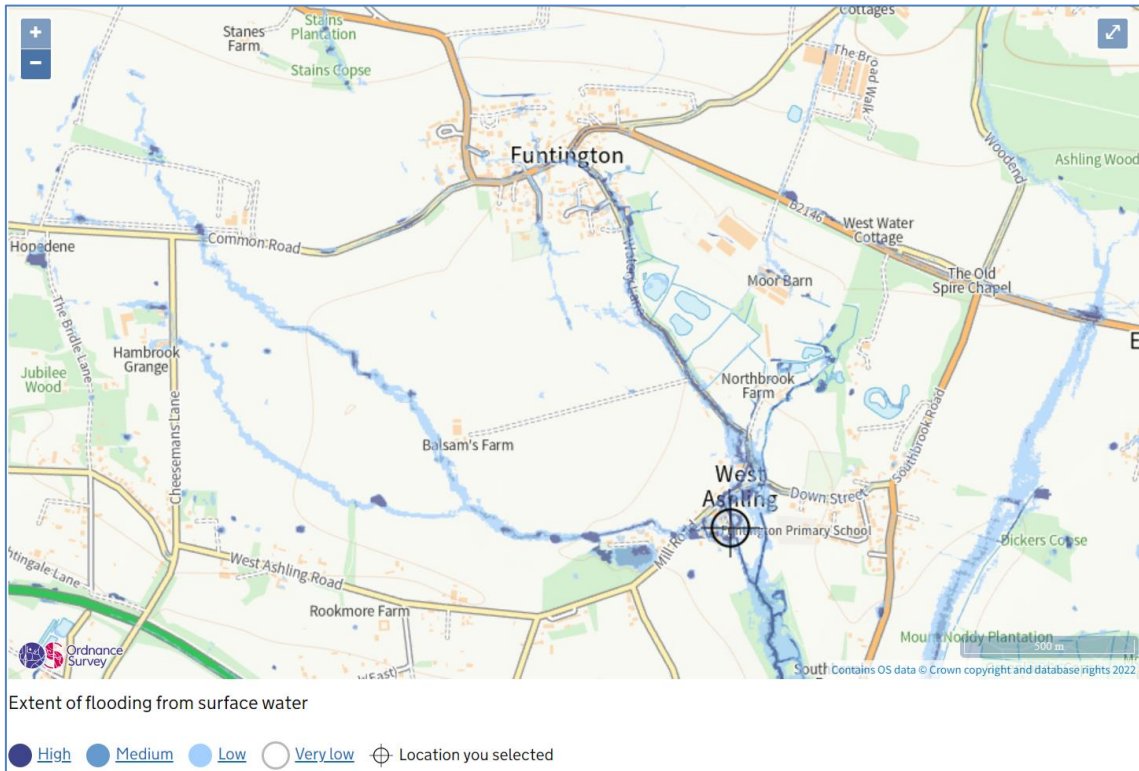 +
−
Cottages
Stains
Plantation
Stanes
Farm
Stains Copse
The Broad Walk
Woodend
Ashling Wood
Funtington
B2146
Hopedene
Common Road
West Water
Cottage
Watery Lane
The Old
Spire Chapel
Moor Barn
The Bridle Lane
Hambrook
Grange
Jubilee
Wood
Cheesemans Lane
Northbrook
Farm
Southbrook Road
Balsam's Farm
West
Ashling
Down Street
Mill Road
Primary School
Dickers Copse
West Ashling Road
Rookmore Farm
Ordnance
Survey
Mount Noddy Plantation
500 m
Contains OS data © Crown copyright and database rights 2022
Extent of flooding from surface water
High Medium Low Very low Location you selected